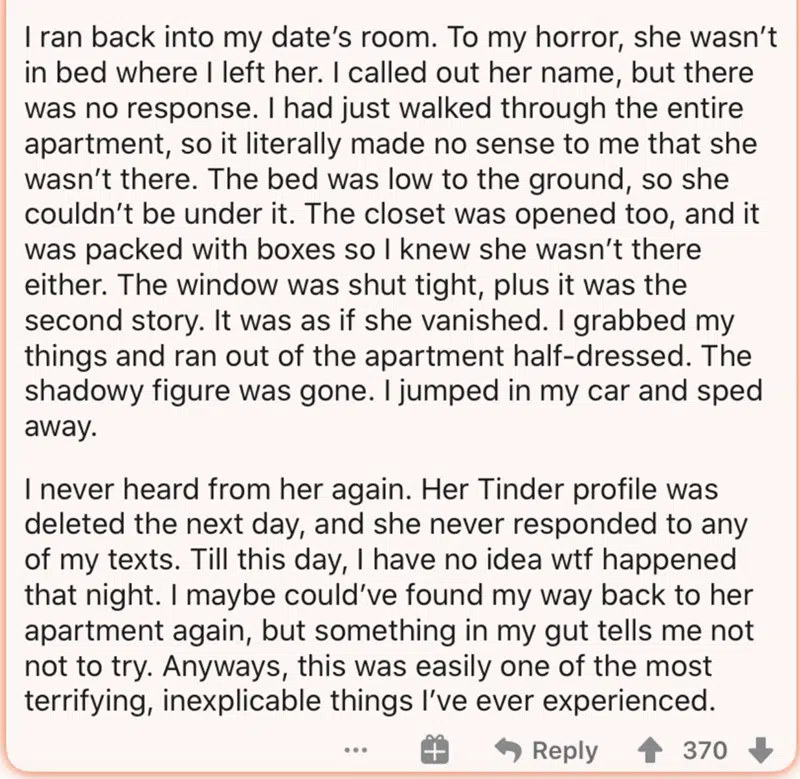 I ran back into my date’s room. To my horror, she wasn’t
in bed where I left her. I called out her name, but there
was no response. I had just walked through the entire
apartment, so it literally made no sense to me that she
wasn’t there. The bed was low to the ground, so she
couldn’t be under it. The closet was opened too, and it
was packed with boxes so I knew she wasn’t there
either. The window was shut tight, plus it was the
second story. It was as if she vanished. I grabbed my
things and ran out of the apartment half-dressed. The
shadowy figure was gone. I jumped in my car and sped
away.
I never heard from her again. Her Tinder profile was
deleted the next day, and she never responded to any
of my texts. Till this day, I have no idea wtf happened
that night. I maybe could’ve found my way back to her
apartment again, but something in my gut tells me not
not to try. Anyways, this was easily one of the most
terrifying, inexplicable things I’ve ever experienced.
... Reply 370